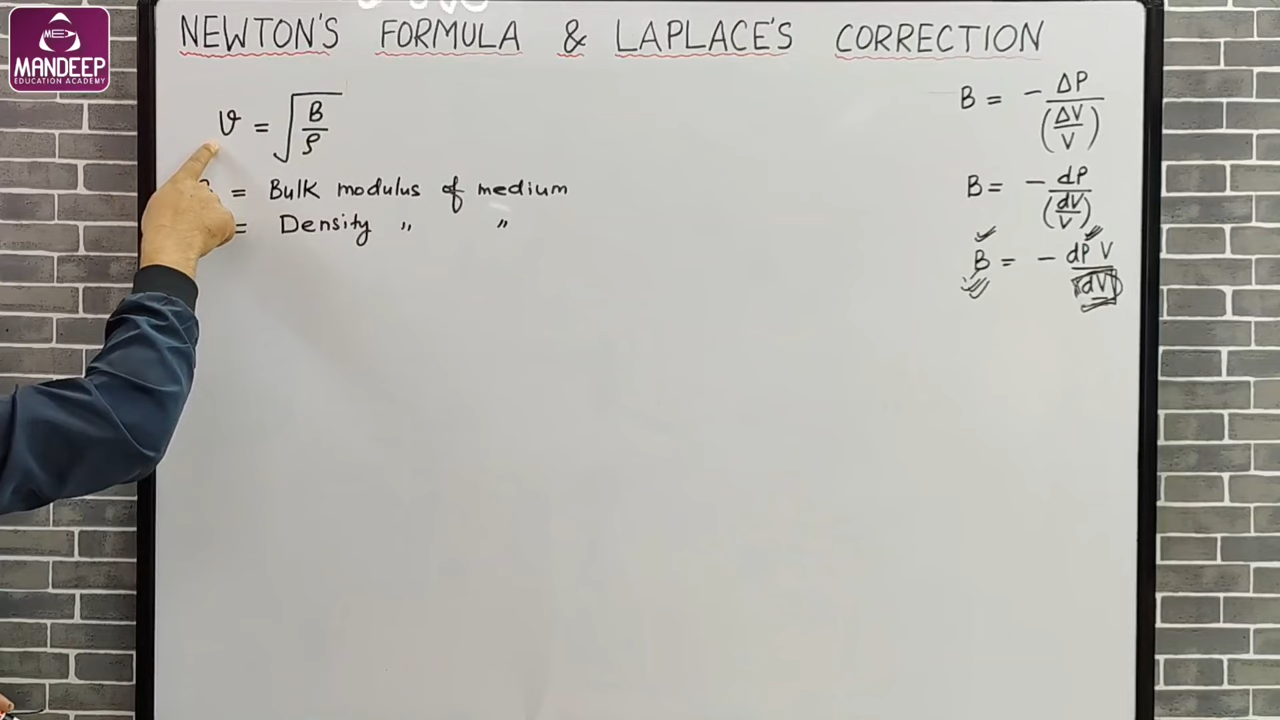 MANDEEP
EDUCATION ACADEMY
NEWTON'S FORMULA & LAPLACE'S CORRECTION
v = √(B/ρ)
= Bulk modulus of medium
= Density " "
B = - ΔP/(ΔV/V)
B = - dP/(dV/V)
B = - dP V/dV